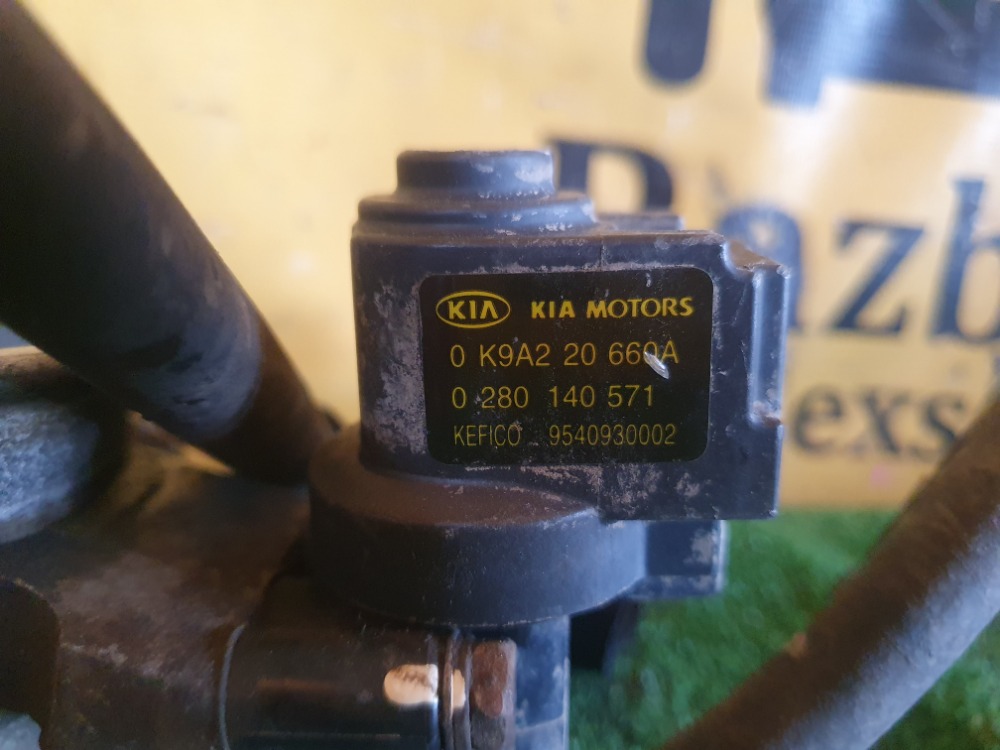 KIA KIA MOTORS
0 K9A2 20 660A
0 280 140 571
KEFICO 9540930002